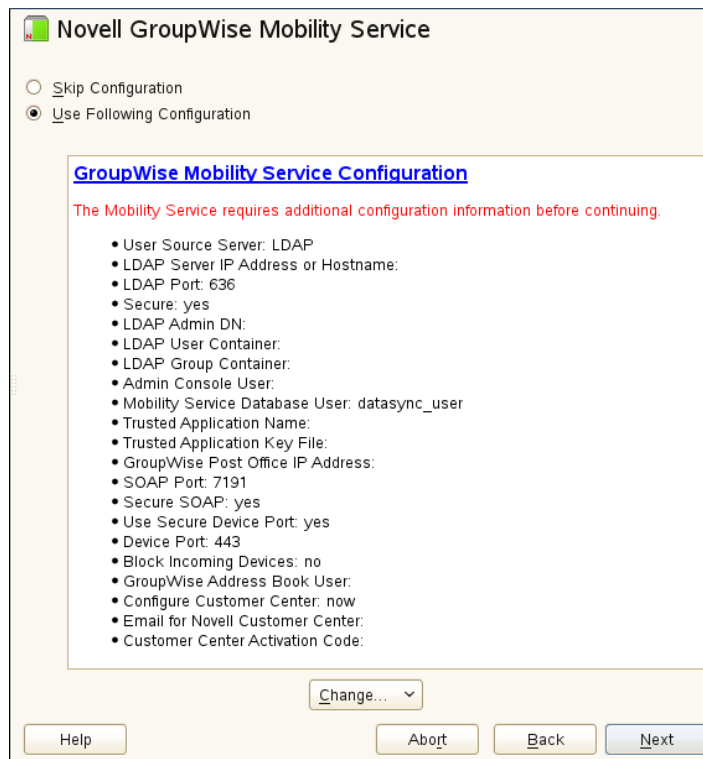 Novell GroupWise Mobility Service
Skip Configuration
Use Following Configuration
GroupWise Mobility Service Configuration
The Mobility Service requires additional configuration information before continuing.
• User Source Server: LDAP
• LDAP Server IP Address or Hostname:
• LDAP Port: 636
• Secure: yes
• LDAP Admin DN:
• LDAP User Container:
• LDAP Group Container:
• Admin Console User:
• Mobility Service Database User: datasync_user
• Trusted Application Name:
• Trusted Application Key File:
• GroupWise Post Office IP Address:
• SOAP Port: 7191
• Secure SOAP: yes
• Use Secure Device Port: yes
• Device Port: 443
• Block Incoming Devices: no
• GroupWise Address Book User:
• Configure Customer Center: now
• Email for Novell Customer Center:
• Customer Center Activation Code:
Change...
Help Abort Back Next